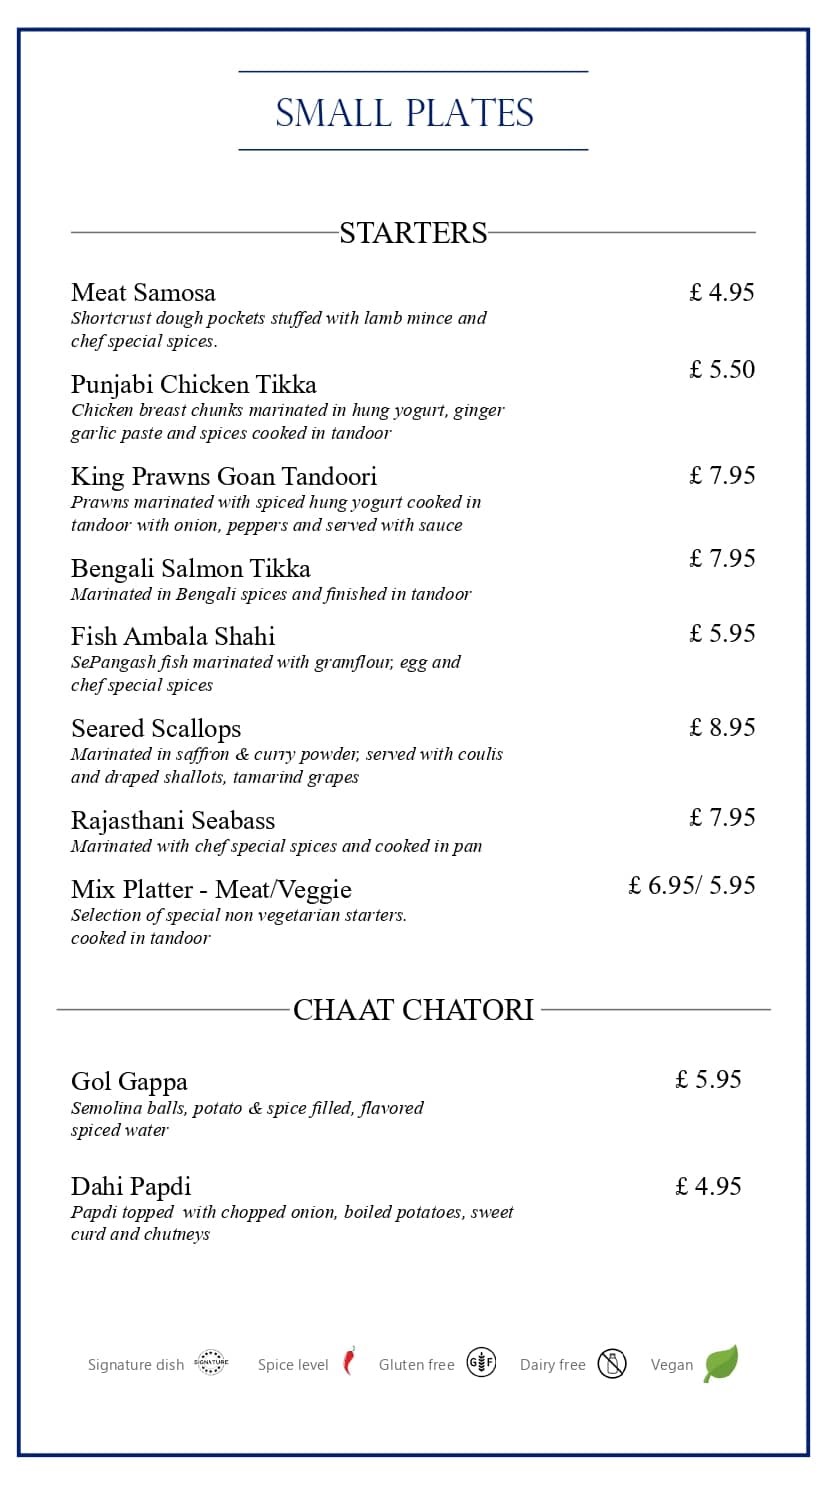 SMALL PLATES
STARTERS
Meat Samosa £ 4.95
Shortcrust dough pockets stuffed with lamb mince and
chef special spices.
Punjabi Chicken Tikka £ 5.50
Chicken breast chunks marinated in hung yogurt, ginger
garlic paste and spices cooked in tandoor
King Prawns Goan Tandoori £ 7.95
Prawns marinated with spiced hung yogurt cooked in
tandoor with onion, peppers and served with sauce
Bengali Salmon Tikka £ 7.95
Marinated in Bengali spices and finished in tandoor
Fish Ambala Shahi £ 5.95
SePangash fish marinated with gramflour, egg and
chef special spices
Seared Scallops £ 8.95
Marinated in saffron & curry powder, served with coulis
and draped shallots, tamarind grapes
Rajasthani Seabass £ 7.95
Marinated with chef special spices and cooked in pan
Mix Platter - Meat/Veggie £ 6.95/ 5.95
Selection of special non vegetarian starters.
cooked in tandoor
CHAAT CHATORI
Gol Gappa £ 5.95
Semolina balls, potato & spice filled, flavored
spiced water
Dahi Papdi £ 4.95
Papdi topped with chopped onion, boiled potatoes, sweet
curd and chutneys
Signature dish SIGNATURE Spice level Gluten free GF Dairy free Vegan